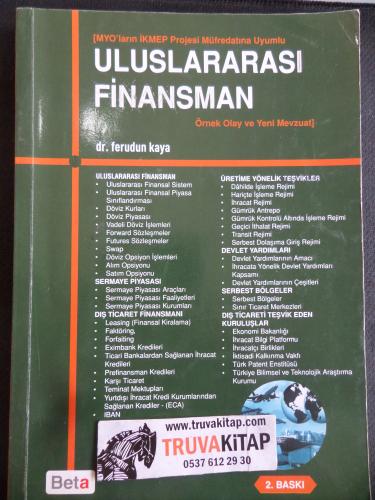 [MYO'ların İKMEP Projesi Müfredatına Uyumlu
ULUSLARARASI
FİNANSMAN
Örnek Olay ve Yeni Mevzuat]
dr. ferudun kaya
ULUSLARARASI FİNANSMAN
• Uluslararası Finansal Sistem
• Uluslararası Finansal Piyasa
Sınıflandırması
• Döviz Kurları
• Döviz Piyasası
• Vadeli Döviz İşlemleri
• Forward Sözleşmeler
• Futures Sözleşmeler
• Swap
• Döviz Opsiyon İşlemleri
• Alım Opsiyonu
• Satım Opsiyonu
SERMAYE PİYASASI
• Sermaye Piyasası Araçları
• Sermaye Piyasası Faaliyetleri
• Sermaye Piyasası Kurumları
DIŞ TİCARET FİNANSMANI
• Leasing (Finansal Kiralama)
• Faktöring,
• Forfaiting
• Eximbank Kredileri
• Ticari Bankalardan Sağlanan İhracat
Kredileri
• Prefinansman Kredileri
• Karşı Ticaret
• Teminat Mektupları
• Yurtdışı İhracat Kredi Kurumlarından
Sağlanan Krediler - (ECA)
• IBAN
ÜRETİME YÖNELİK TEŞVİKLER
• Dâhilde İşleme Rejimi
• Hariçte İşleme Rejimi
• İhracat Rejimi
• Gümrük Antrepo
• Gümrük Kontrolü Altında İşleme Rejimi
• Geçici İthalat Rejimi
• Transit Rejimi
• Serbest Dolaşıma Giriş Rejimi
DEVLET YARDIMLARI
• Devlet Yardımlarının Amacı
• İhracata Yönelik Devlet Yardımları
Kapsamı
• Devlet Yardımlarının Çeşitleri
SERBEST BÖLGELER
• Serbest Bölgeler
• Sınır Ticaret Merkezleri
DIŞ TİCARETİ TEŞVİK EDEN
KURULUŞLAR
• Ekonomi Bakanlığı
• İhracat Bilgi Platformu
• İhracatçı Birlikleri
• İktisadi Kalkınma Vakfı
• Türk Patent Enstitüsü
• Türkiye Bilimsel ve Teknolojik Araştırma
Kurumu
www.truvakitap.com
TRUVAKİTAP
0537 612 29 30
Beta
2. BASKI